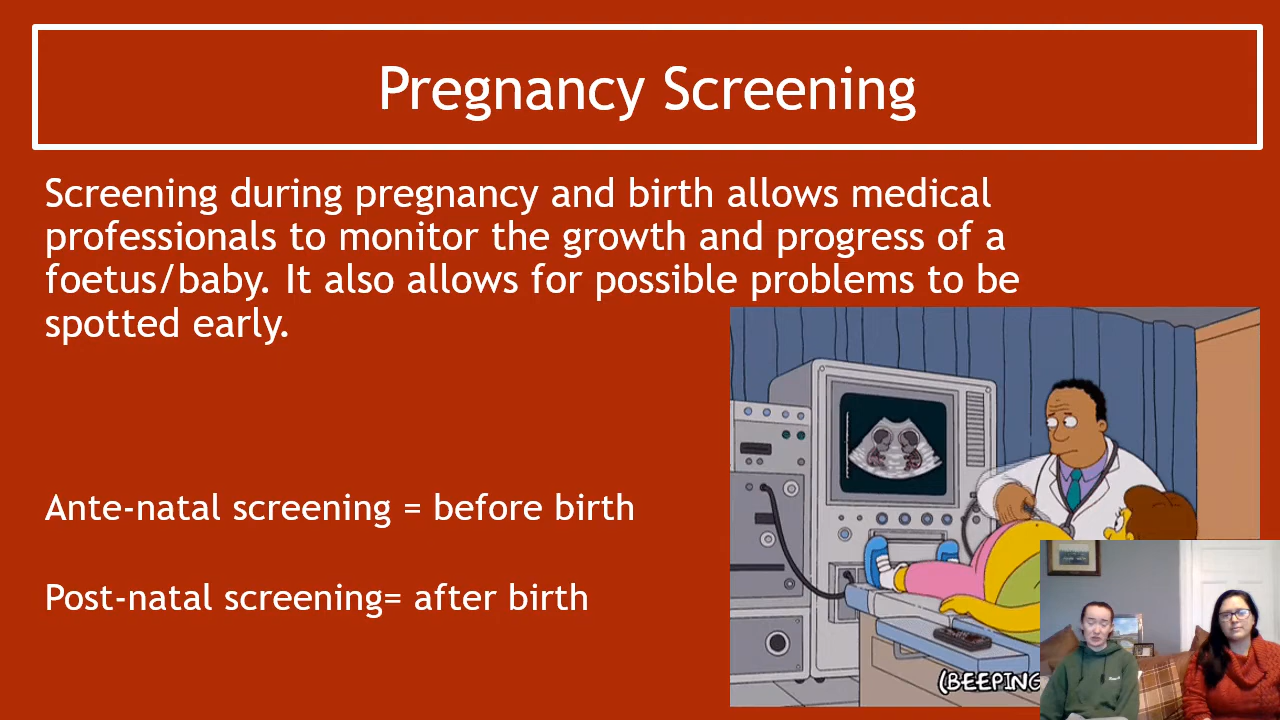 Pregnancy Screening
Screening during pregnancy and birth allows medical
professionals to monitor the growth and progress of a
foetus/baby. It also allows for possible problems to be
spotted early.
Ante-natal screening = before birth
Post-natal screening= after birth
(BEEPING